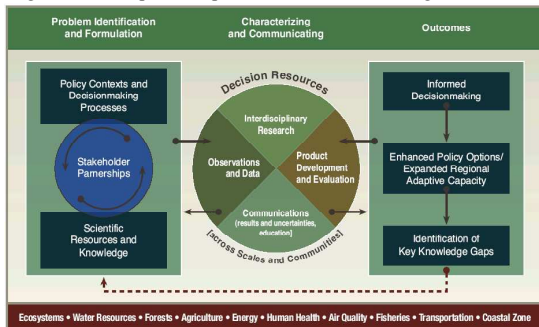 Problem Identification
and Formulation
Characterizing
and Communicating
Outcomes
Policy Contexts and
Decisionmaking
Processes
Stakeholder
Parnerships
Scientific
Resources and
Knowledge
Decision Resources
Interdisciplinary
Research
Observations
and Data
Product
Development
and Evaluation
Communications
(results and uncertainties,
education]
[across Scales and Communities]
Informed
Decisionmaking
Enhanced Policy Options/
Expanded Regional
Adaptive Capacity
Identification of
Key Knowledge Gaps
Ecosystems • Water Resources • Forests • Agriculture • Energy • Human Health • Air Quality • Fisheries • Transportation • Coastal Zone